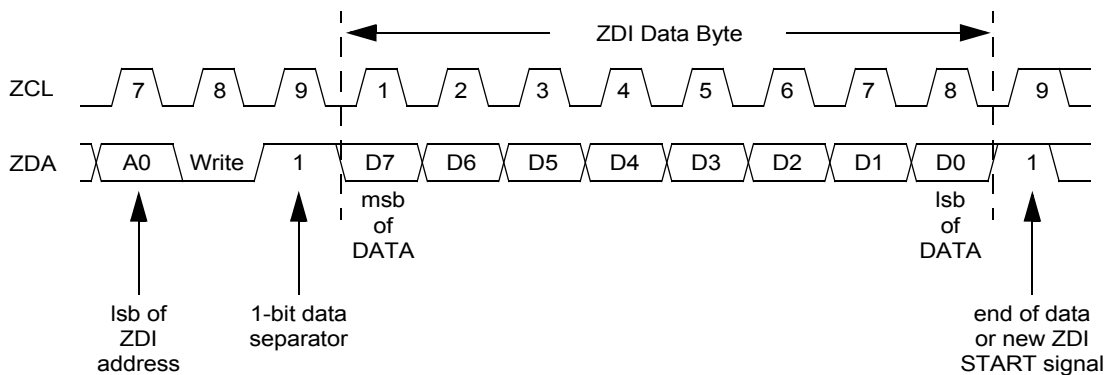 ZDI Data Byte
ZCL 7 8 9 1 2 3 4 5 6 7 8 9
ZDA A0 Write 1 D7 D6 D5 D4 D3 D2 D1 D0 1
msb
of
DATA
lsb
of
DATA
lsb of
ZDI
address
1-bit data
separator
end of data
or new ZDI
START signal